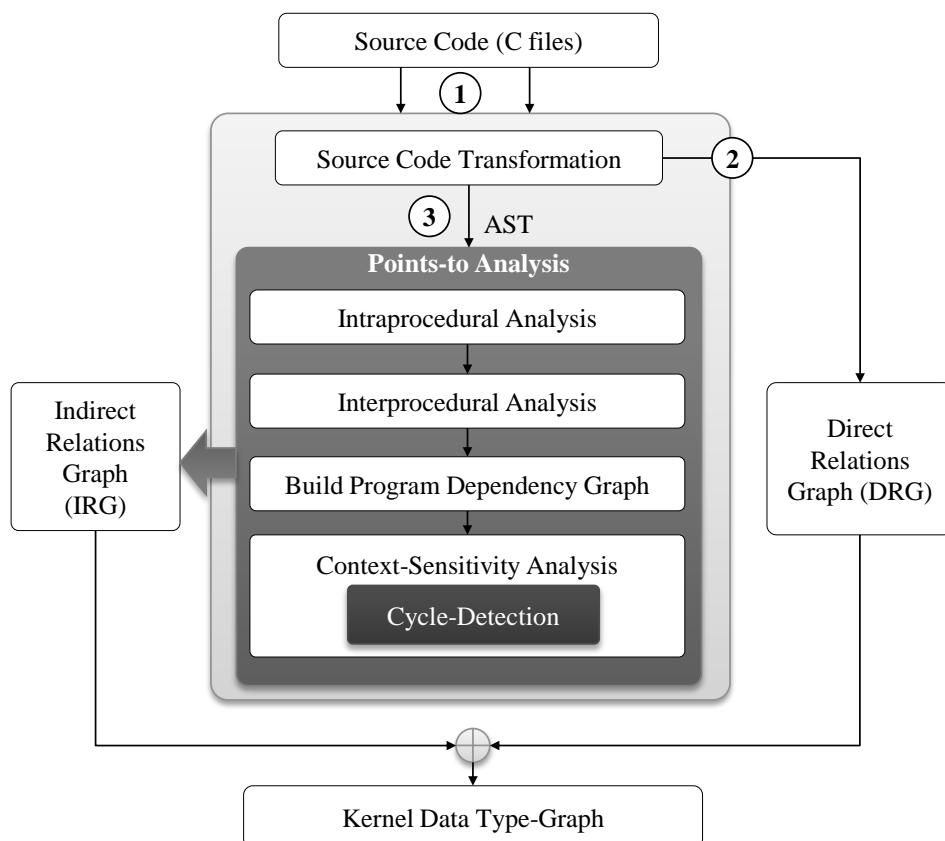 Source Code (C files)
1
Source Code Transformation
2
3
AST
Points-to Analysis
Intraprocedural Analysis
Interprocedural Analysis
Build Program Dependency Graph
Context-Sensitivity Analysis
Cycle-Detection
Indirect
Relations
Graph
(IRG)
Direct
Relations
Graph (DRG)
Kernel Data Type-Graph